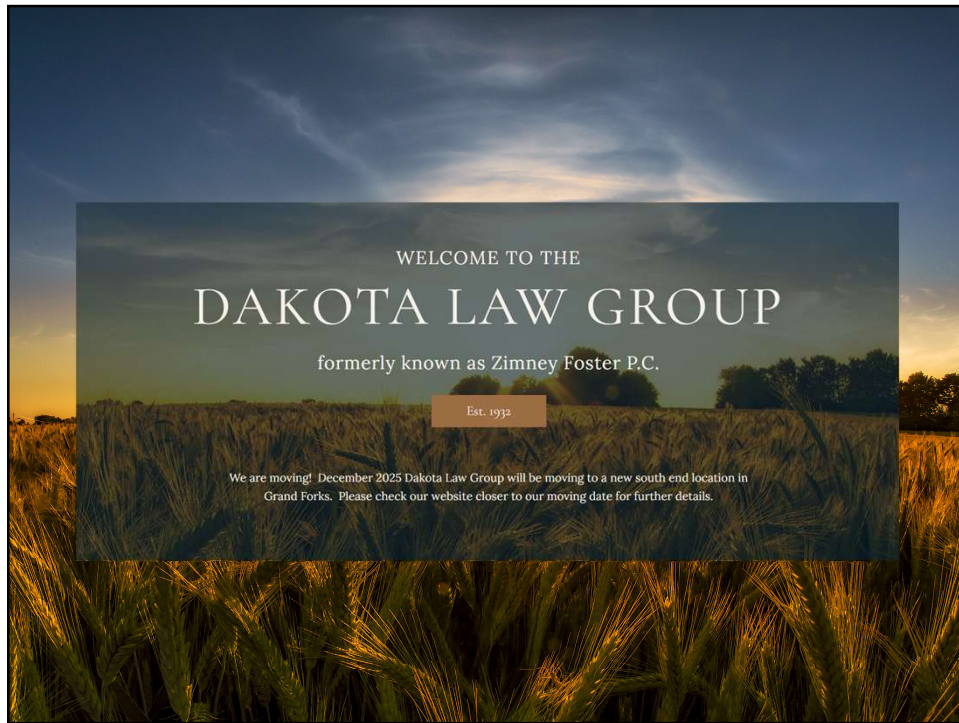 WELCOME TO THE
DAKOTA LAW GROUP
formerly known as Zimney Foster P.C.
Est. 1932
We are moving!  December 2025 Dakota Law Group will be moving to a new south end location in
Grand Forks.  Please check our website closer to our moving date for further details.